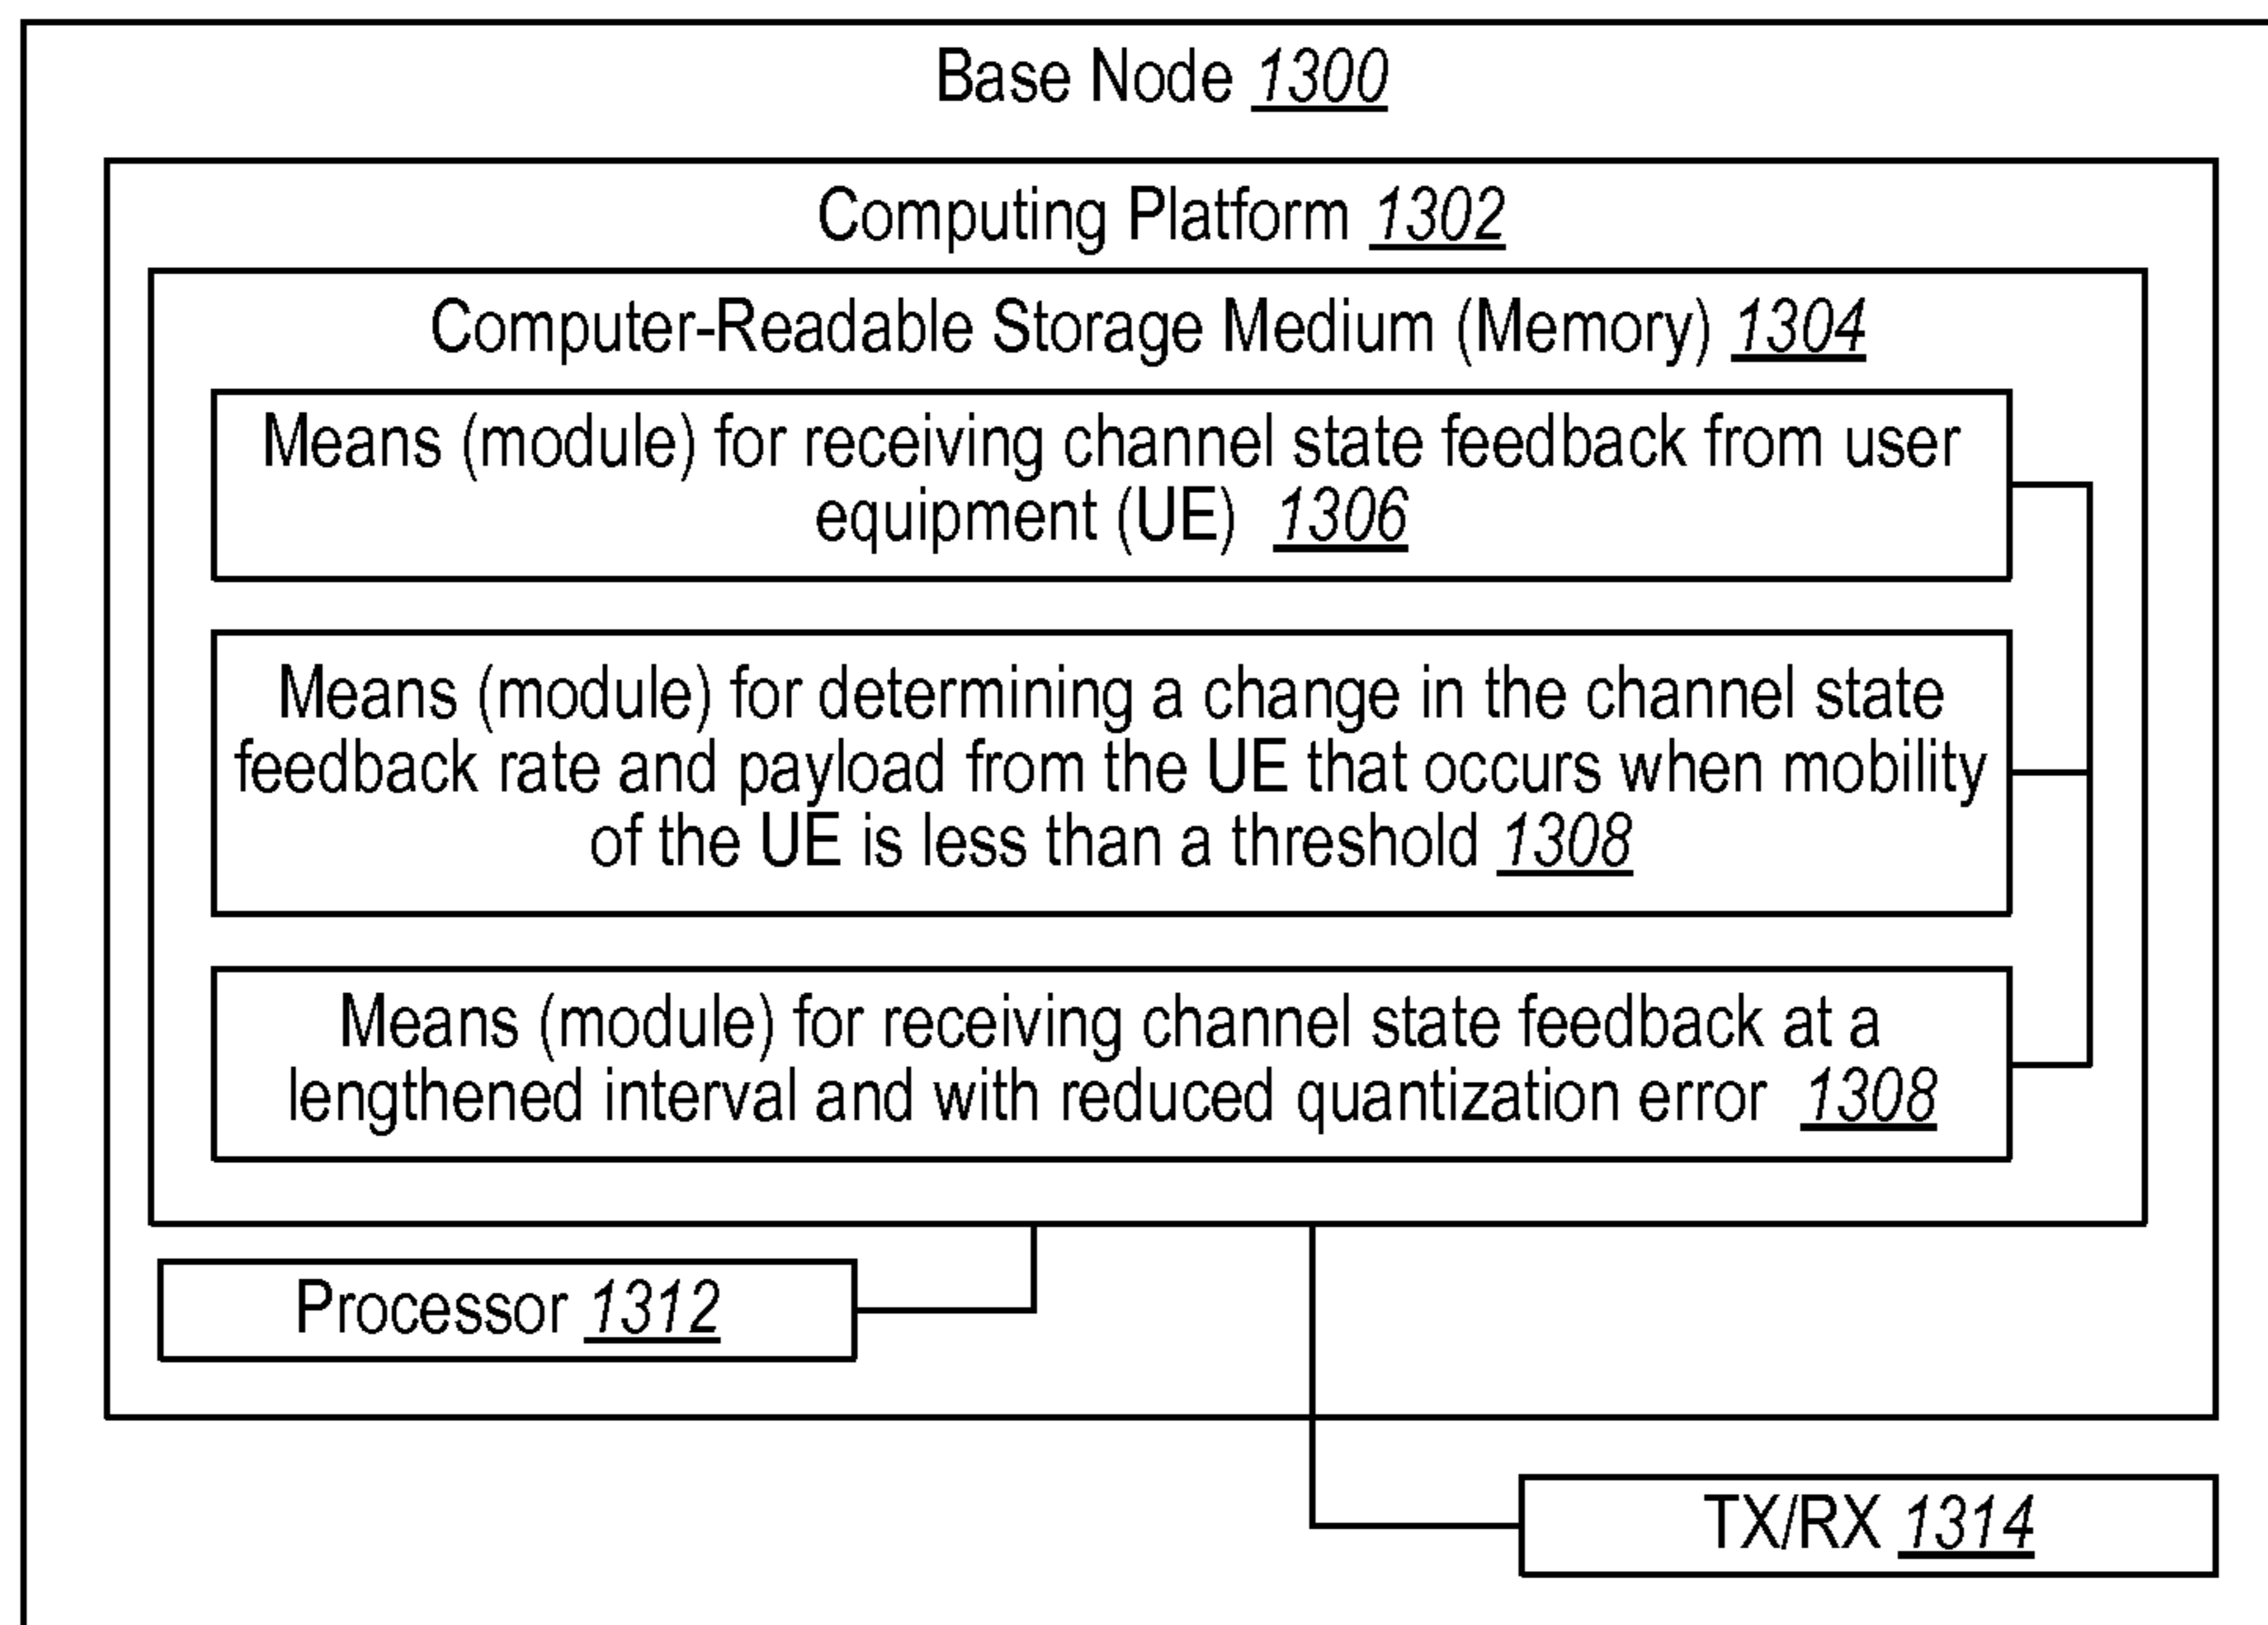 Base Node 1300
Computing Platform 1302
Computer-Readable Storage Medium (Memory) 1304
Means (module) for receiving channel state feedback from user
equipment (UE) 1306
Means (module) for determining a change in the channel state
feedback rate and payload from the UE that occurs when mobility
of the UE is less than a threshold 1308
Means (module) for receiving channel state feedback at a
lengthened interval and with reduced quantization error 1308
Processor 1312
TX/RX 1314